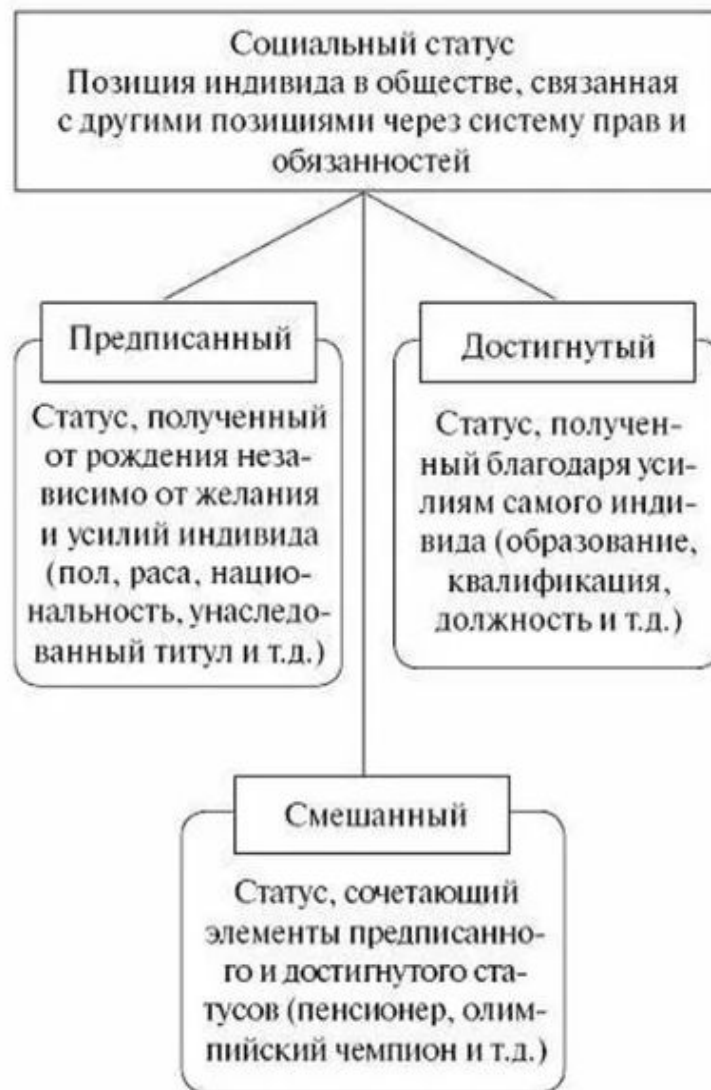 Социальный статус
Позиция индивида в обществе, связанная
с другими позициями через систему прав и
обязанностей
Предписанный
Статус, полученный
от рождения неза-
висимо от желания
и усилий индивида
(пол, раса, нацио-
нальность, унаследо-
ванный титул и т.д.)
Достигнутый
Статус, получен-
ный благодаря уси-
лиям самого инди-
вида (образование,
квалификация,
должность и т.д.)
Смешанный
Статус, сочетающий
элементы предписанно-
го и достигнутого ста-
тусов (пенсионер, олим-
пийский чемпион и т.д.)